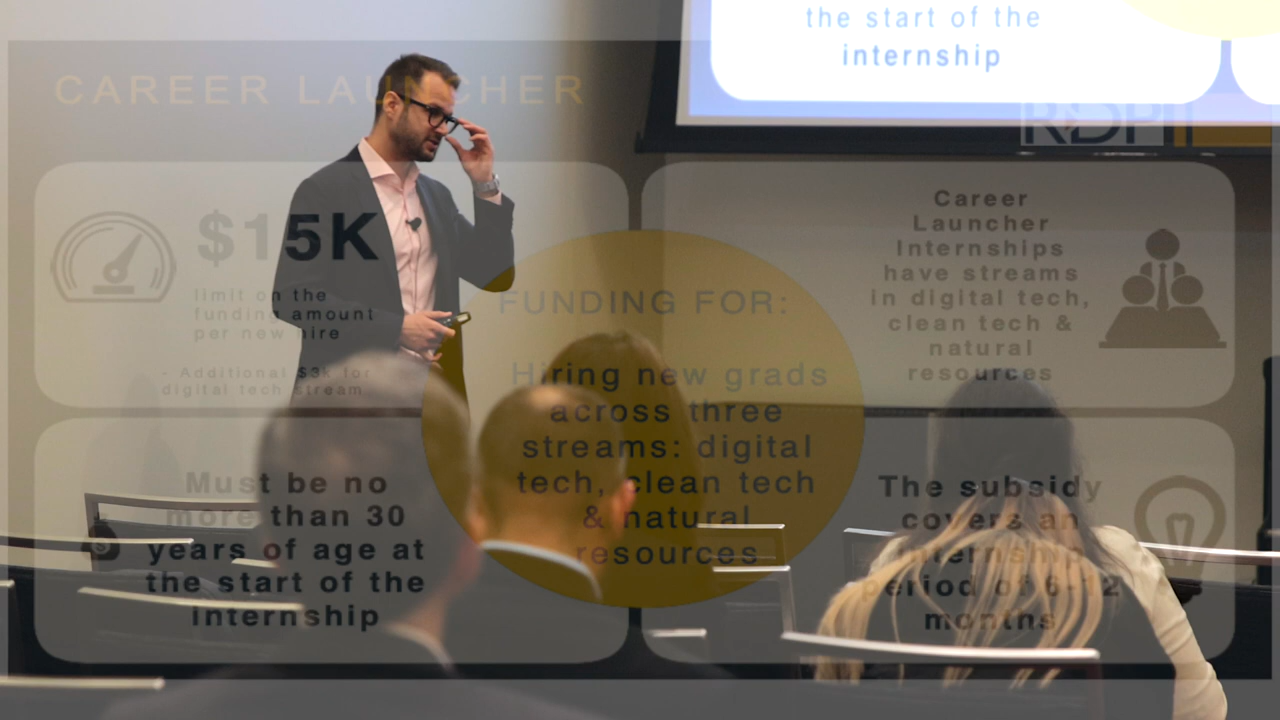 the start of the
internship
CAREER LAUNCHER
RDP
$15K
limit on the
funding amount
per new hire
- Additional $3k for
digital tech stream
FUNDING FOR:
Hiring new grads
across three
streams: digital
tech, clean tech
& natural
resources
Career
Launcher
Internships
have streams
in digital tech,
clean tech &
natural
resources
Must be no
more than 30
years of age at
the start of the
internship
The subsidy
covers an
internship
period of 6-12
months